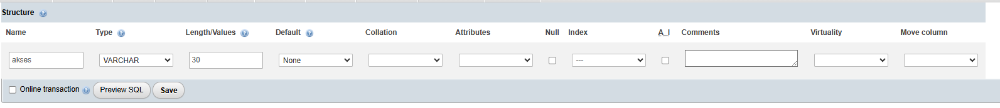 Structure
Name Type Length/Values Default Collation Attributes Null Index A_I Comments Virtuality Move column
akses VARCHAR 30 None ---
Online transaction Preview SQL Save